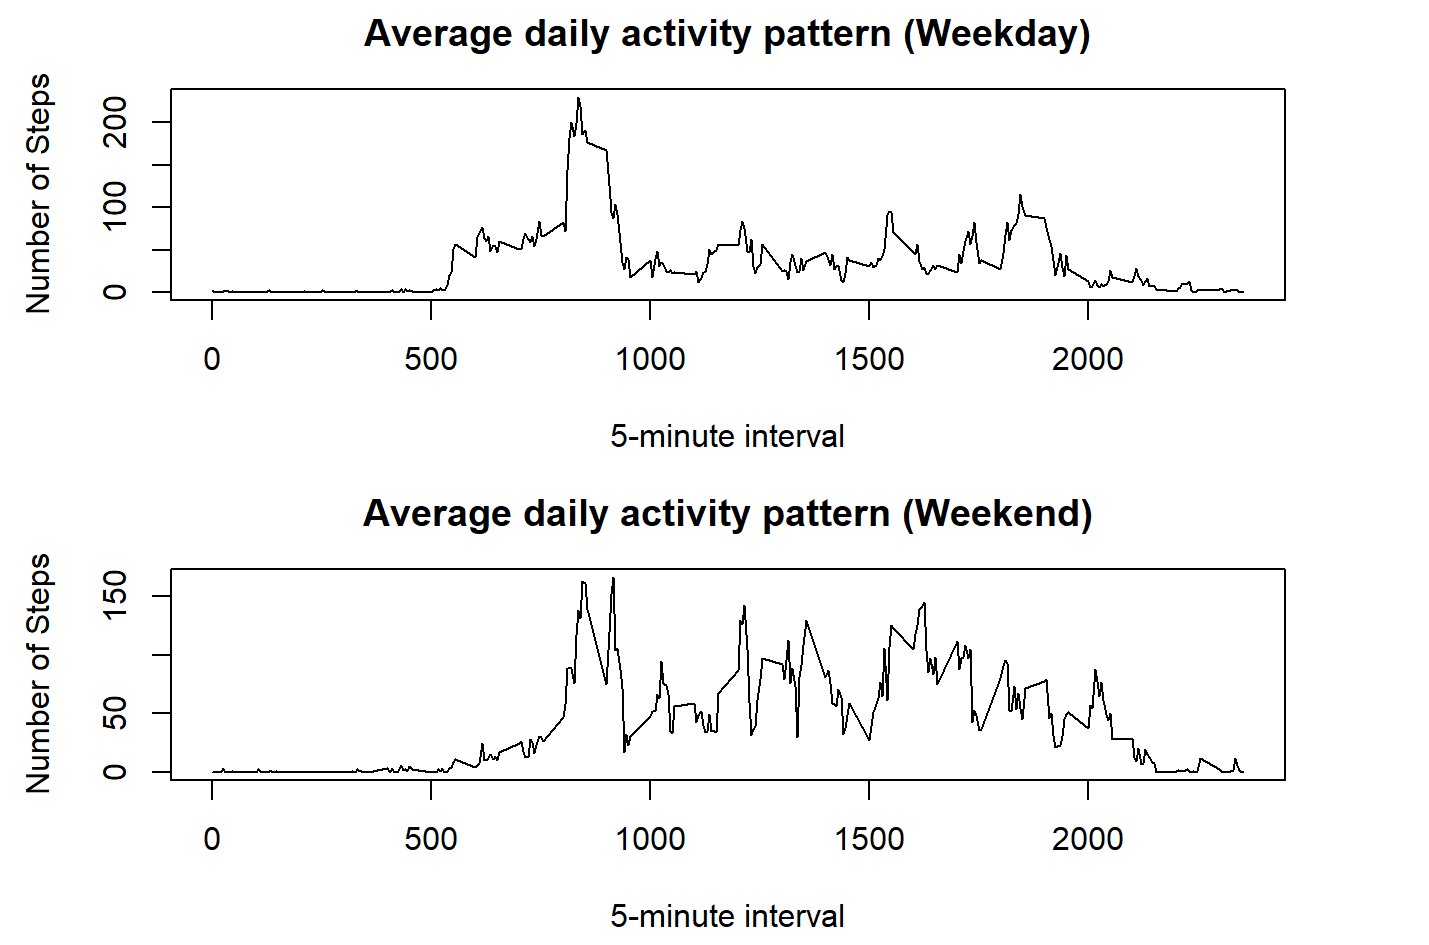 Average daily activity pattern (Weekday)
Number of Steps
200
100
0
0 500 1000 1500 2000
5-minute interval
Average daily activity pattern (Weekend)
Number of Steps
150
50
0
0 500 1000 1500 2000
5-minute interval